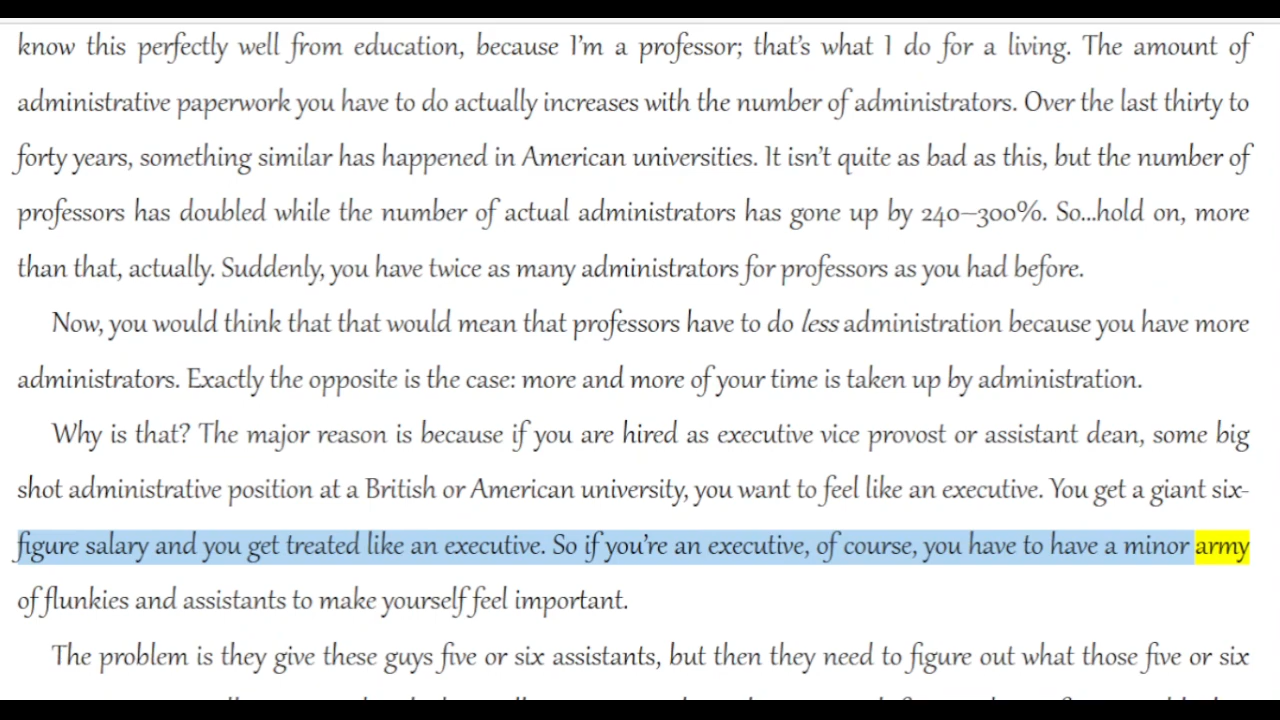 know this perfectly well from education, because I'm a professor; that's what I do for a living. The amount of
administrative paperwork you have to do actually increases with the number of administrators. Over the last thirty to
forty years, something similar has happened in American universities. It isn't quite as bad as this, but the number of
professors has doubled while the number of actual administrators has gone up by 240–300%. So...hold on, more
than that, actually. Suddenly, you have twice as many administrators for professors as you had before.
Now, you would think that that would mean that professors have to do less administration because you have more
administrators. Exactly the opposite is the case: more and more of your time is taken up by administration.
Why is that? The major reason is because if you are hired as executive vice provost or assistant dean, some big
shot administrative position at a British or American university, you want to feel like an executive. You get a giant six-
figure salary and you get treated like an executive. So if you're an executive, of course, you have to have a minor army
of flunkies and assistants to make yourself feel important.
The problem is they give these guys five or six assistants, but then they need to figure out what those five or six